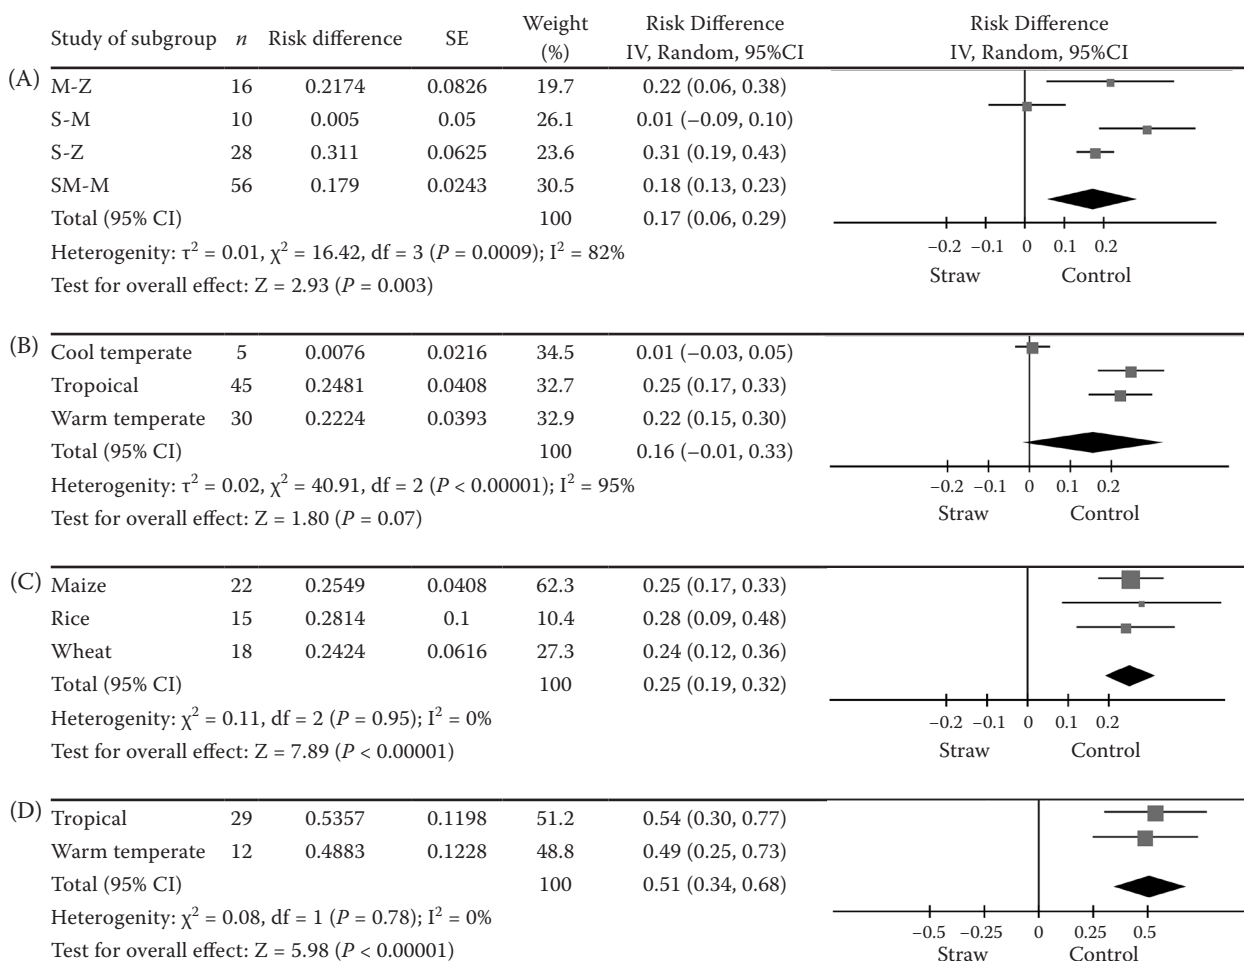 Study of subgroup n Risk difference SE Weight (%) Risk Difference IV, Random, 95%CI Risk Difference IV, Random, 95%CI
(A) M-Z 16 0.2174 0.0826 19.7 0.22 (0.06, 0.38)
S-M 10 0.005 0.05 26.1 0.01 (−0.09, 0.10)
S-Z 28 0.311 0.0625 23.6 0.31 (0.19, 0.43)
SM-M 56 0.179 0.0243 30.5 0.18 (0.13, 0.23)
Total (95% CI) 100 0.17 (0.06, 0.29)
Heterogenity: τ² = 0.01, χ² = 16.42, df = 3 (P = 0.0009); I² = 82%
Test for overall effect: Z = 2.93 (P = 0.003)
−0.2 −0.1 0 0.1 0.2
Straw Control
(B) Cool temperate 5 0.0076 0.0216 34.5 0.01 (−0.03, 0.05)
Tropoical 45 0.2481 0.0408 32.7 0.25 (0.17, 0.33)
Warm temperate 30 0.2224 0.0393 32.9 0.22 (0.15, 0.30)
Total (95% CI) 100 0.16 (−0.01, 0.33)
Heterogenity: τ² = 0.02, χ² = 40.91, df = 2 (P < 0.00001); I² = 95%
Test for overall effect: Z = 1.80 (P = 0.07)
−0.2 −0.1 0 0.1 0.2
Straw Control
(C) Maize 22 0.2549 0.0408 62.3 0.25 (0.17, 0.33)
Rice 15 0.2814 0.1 10.4 0.28 (0.09, 0.48)
Wheat 18 0.2424 0.0616 27.3 0.24 (0.12, 0.36)
Total (95% CI) 100 0.25 (0.19, 0.32)
Heterogenity: χ² = 0.11, df = 2 (P = 0.95); I² = 0%
Test for overall effect: Z = 7.89 (P < 0.00001)
−0.2 −0.1 0 0.1 0.2
Straw Control
(D) Tropical 29 0.5357 0.1198 51.2 0.54 (0.30, 0.77)
Warm temperate 12 0.4883 0.1228 48.8 0.49 (0.25, 0.73)
Total (95% CI) 100 0.51 (0.34, 0.68)
Heterogenity: χ² = 0.08, df = 1 (P = 0.78); I² = 0%
Test for overall effect: Z = 5.98 (P < 0.00001)
−0.5 −0.25 0 0.25 0.5
Straw Control